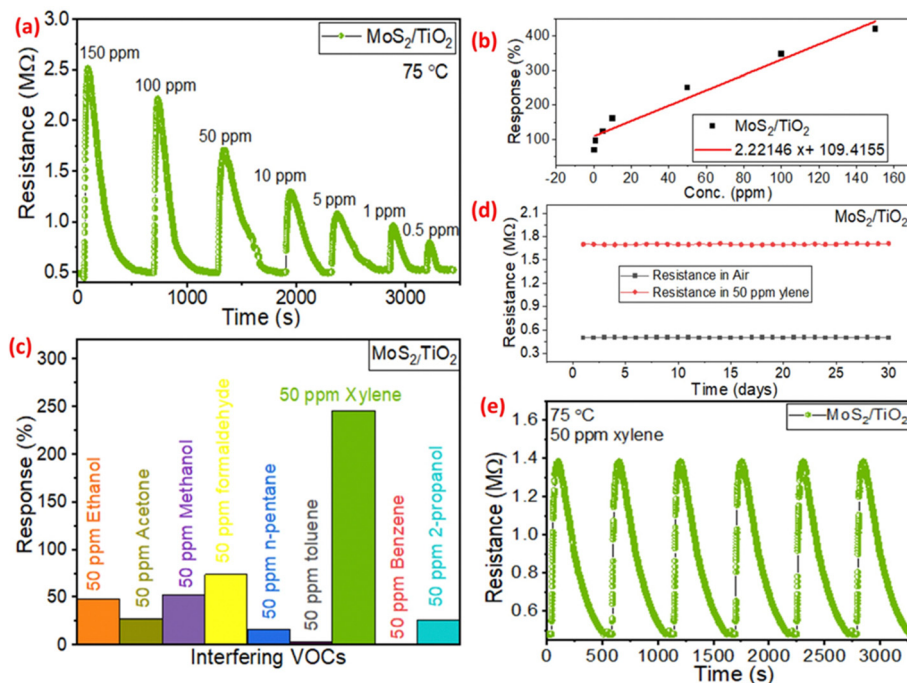 (a)
3.0
2.5
2.0
1.5
1.0
0.5
Resistance (MΩ)
150 ppm
100 ppm
50 ppm
10 ppm
5 ppm
1 ppm
0.5 ppm
MoS2/TiO2
75 °C
0
1000
2000
3000
Time (s)
(b)
400
300
200
100
Response (%)
MoS2/TiO2
2.22146 x+ 109.4155
-20
0
20
40
60
80
100
120
140
160
Conc. (ppm)
(d)
MoS2/TiO2
2.1
1.8
1.5
1.2
0.9
0.6
0.3
Resistance (MΩ)
Resistance in Air
Resistance in 50 ppm ylene
0
5
10
15
20
25
30
Time (days)
(c)
MoS2/TiO2
300
250
200
150
100
50
0
Response (%)
50 ppm Ethanol
50 ppm Acetone
50 ppm Methanol
50 ppm formaldehyde
50 ppm n-pentane
50 ppm toluene
50 ppm Xylene
50 ppm Benzene
50 ppm 2-propanol
Interfering VOCs
(e)
75 °C
50 ppm xylene
MoS2/TiO2
1.8
1.6
1.4
1.2
1.0
0.8
0.6
Resistance (MΩ)
0
500
1000
1500
2000
2500
3000
Time (s)